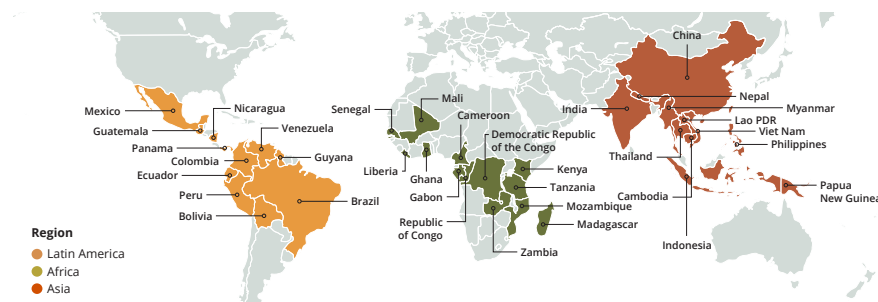 China
Nepal
Myanmar
India
Lao PDR
Viet Nam
Philippines
Thailand
Cambodia
Papua
New Guinea
Indonesia
Mali
Senegal
Cameroon
Democratic Republic
of the Congo
Liberia
Ghana
Gabon
Kenya
Tanzania
Mozambique
Madagascar
Republic
of Congo
Zambia
Mexico
Nicaragua
Guatemala
Venezuela
Panama
Colombia
Guyana
Ecuador
Peru
Brazil
Bolivia
Region
Latin America
Africa
Asia